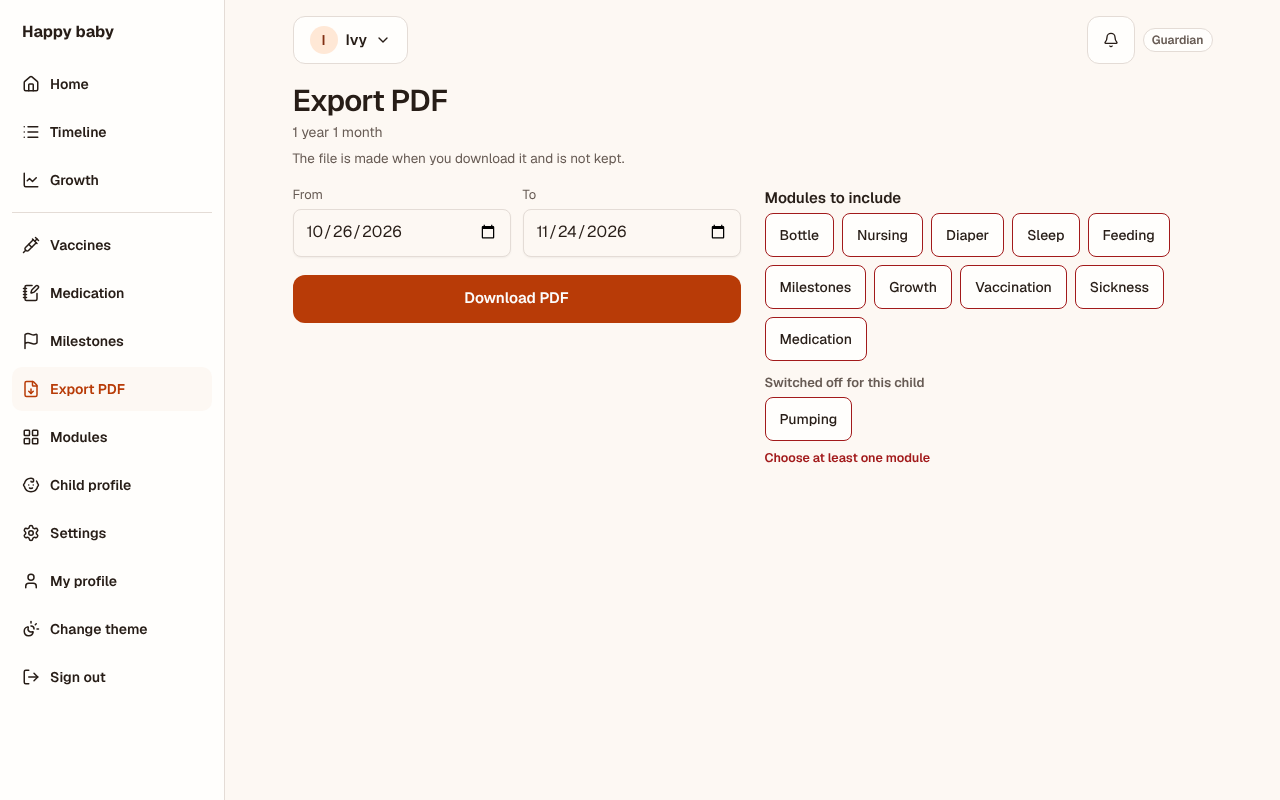 Happy baby
Home
Timeline
Growth
Vaccines
Medication
Milestones
Export PDF
Modules
Child profile
Settings
My profile
Change theme
Sign out
I Ivy
Guardian
Export PDF
1 year 1 month
The file is made when you download it and is not kept.
From To
10/26/2026 11/24/2026
Download PDF
Modules to include
Bottle Nursing Diaper Sleep Feeding
Milestones Growth Vaccination Sickness
Medication
Switched off for this child
Pumping
Choose at least one module